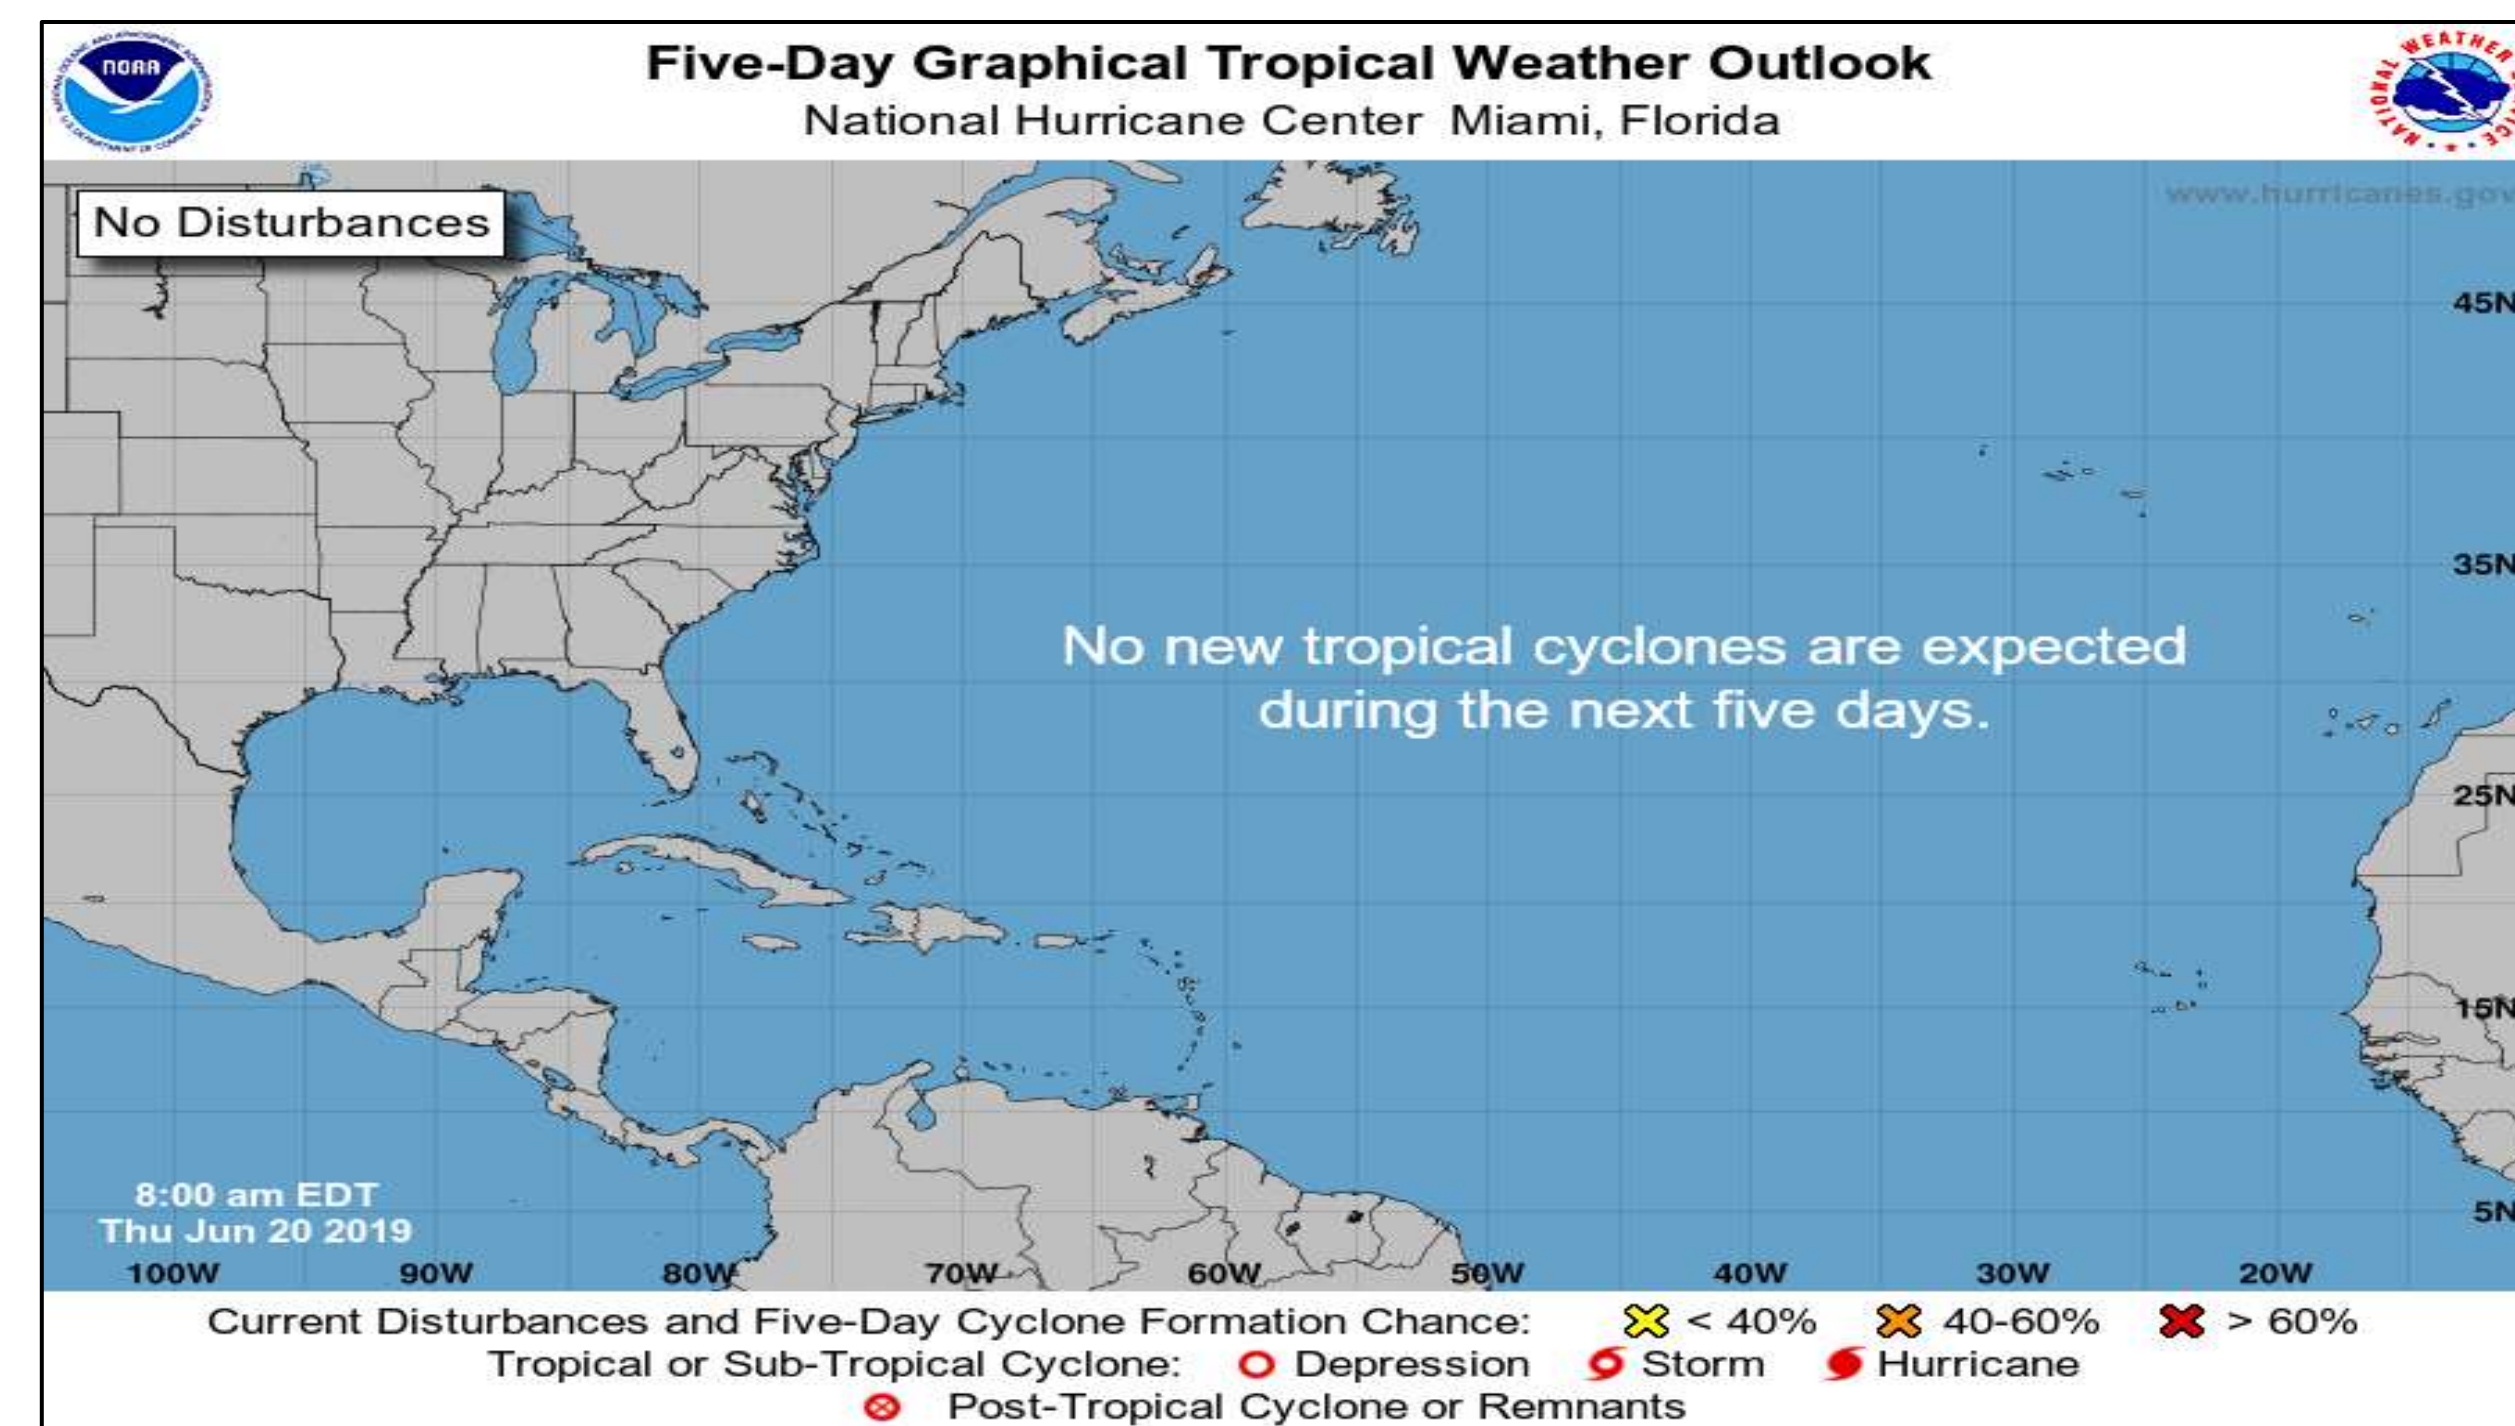 NOAA
Five-Day Graphical Tropical Weather Outlook
National Hurricane Center Miami, Florida
NATIONAL WEATHER
No Disturbances
www.hurricanes.gov
45N
35N
No new tropical cyclones are expected
during the next five days.
25N
15N
8:00 am EDT
Thu Jun 20 2019
5N
100W 90W 80W 70W 60W 50W 40W 30W 20W
Current Disturbances and Five-Day Cyclone Formation Chance: < 40% 40-60% > 60%
Tropical or Sub-Tropical Cyclone: Depression Storm Hurricane
Post-Tropical Cyclone or Remnants